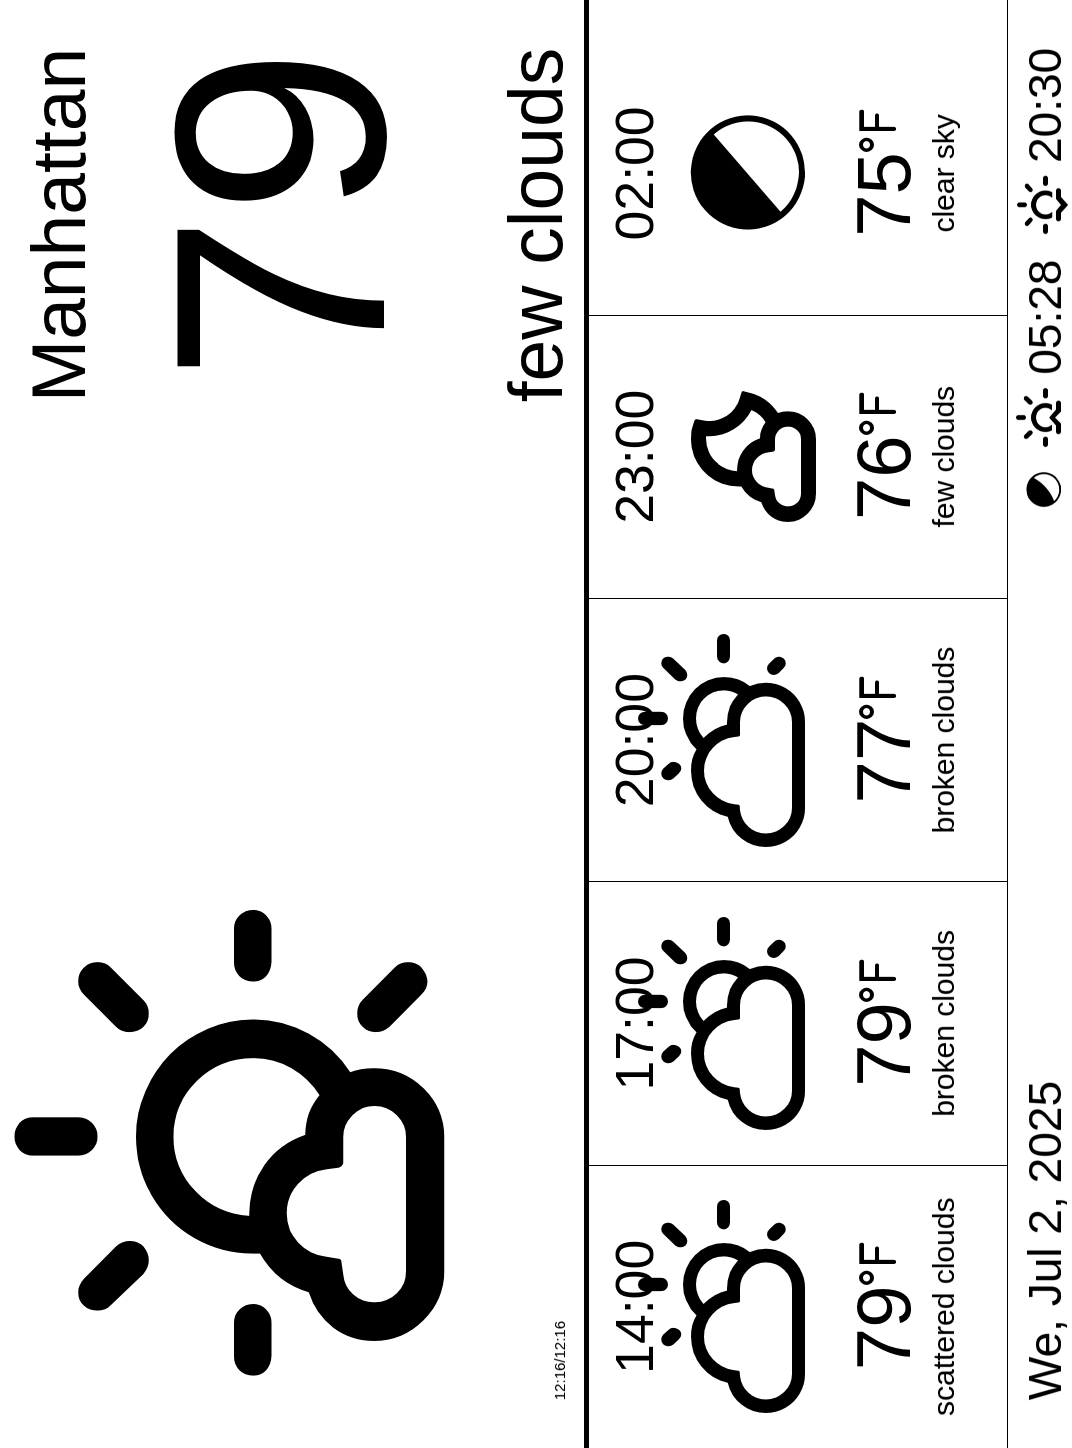 Manhattan
79
few clouds
12:16/12:16
14:00
79°F
scattered clouds
17:00
79°F
broken clouds
20:00
77°F
broken clouds
23:00
76°F
few clouds
02:00
75°F
clear sky
We, Jul 2, 2025
05:28
20:30